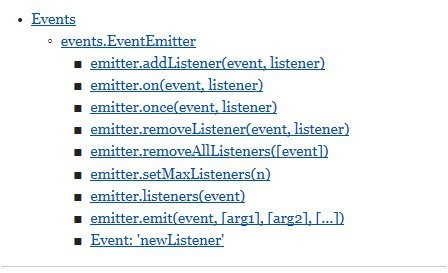 Events
events.EventEmitter
emitter.addListener(event, listener)
emitter.on(event, listener)
emitter.once(event, listener)
emitter.removeListener(event, listener)
emitter.removeAllListeners([event])
emitter.setMaxListeners(n)
emitter.listeners(event)
emitter.emit(event, [arg1], [arg2], [...])
Event: 'newListener'